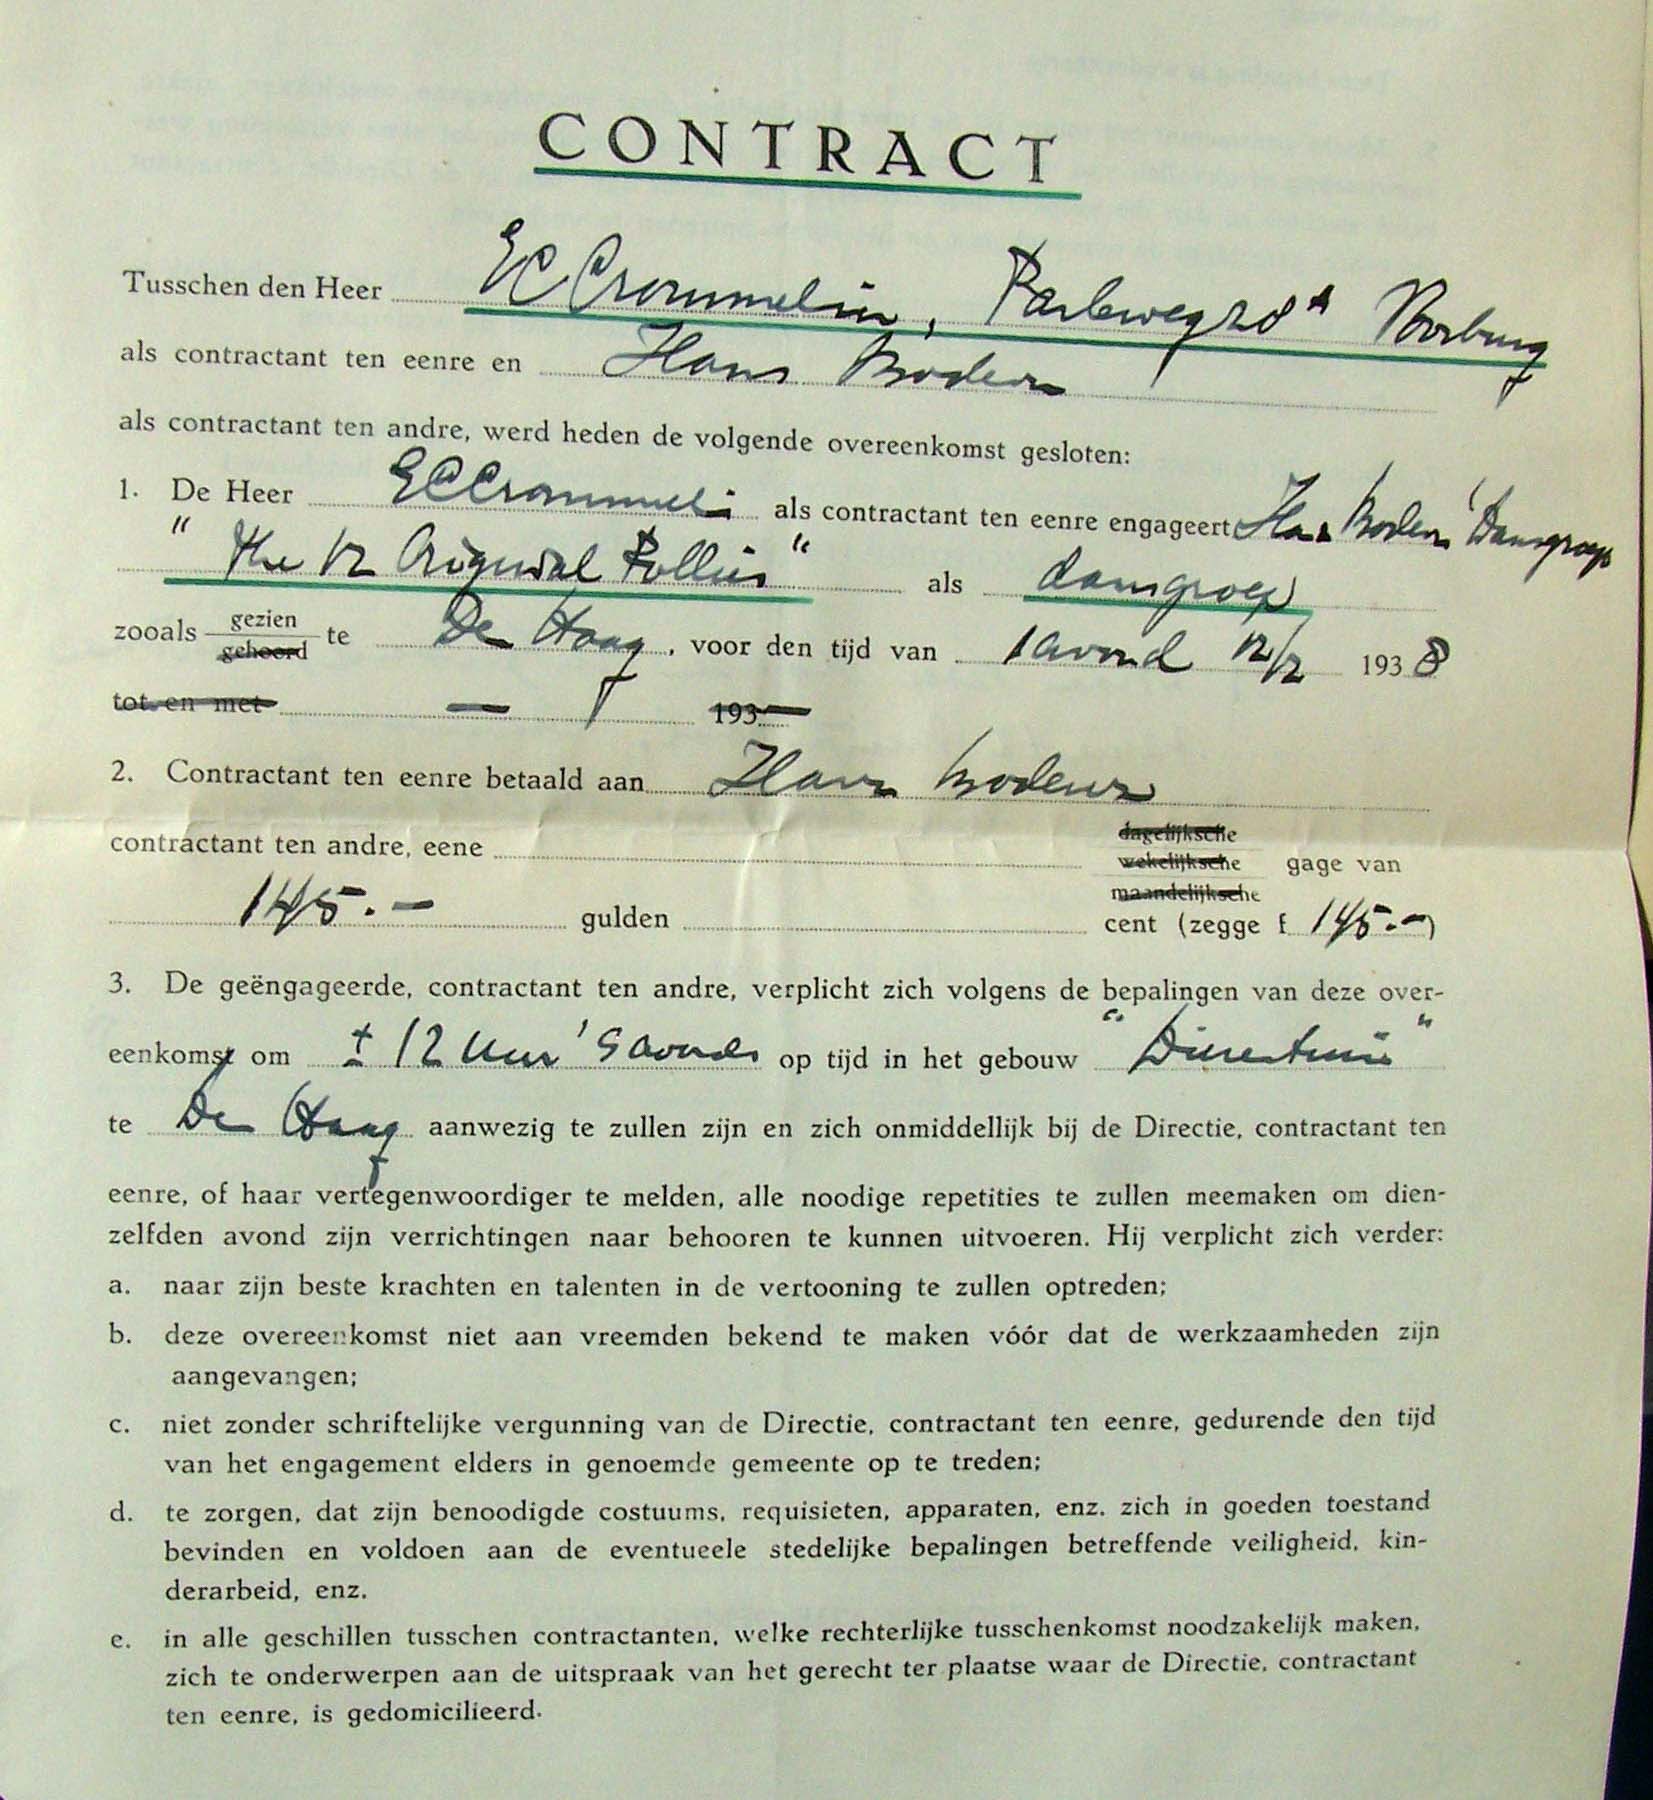 CONTRACT
Tusschen den Heer EC Crommelin, Parkweg 28A Voorburg
als contractant ten eenre en Hans
als contractant ten andre, werd heden de volgende overeenkomst gesloten:
1. De Heer EC Crommelin als contractant ten eenre engageert Hans Dansgroep
"The 12 Original Pollies" als dansgroep
zooals gezien gehoord te Den Haag, voor den tijd van 1 avond 12/2 1938
tot en met — 193—
2. Contractant ten eenre betaald aan Hans
contractant ten andre, eene dagelijksche wekelijksche maandelijksche gage van
145.- gulden cent (zegge f 145.-)
3. De geëngageerde, contractant ten andre, verplicht zich volgens de bepalingen van deze over-
eenkomst om ± 12 uur 's avonds op tijd in het gebouw "Dierentuin"
te Den Haag aanwezig te zullen zijn en zich onmiddellijk bij de Directie, contractant ten
eenre, of haar vertegenwoordiger te melden, alle noodige repetities te zullen meemaken om dien-
zelfden avond zijn verrichtingen naar behooren te kunnen uitvoeren. Hij verplicht zich verder:
a. naar zijn beste krachten en talenten in de vertooning te zullen optreden;
b. deze overeenkomst niet aan vreemden bekend te maken vóór dat de werkzaamheden zijn
aangevangen;
c. niet zonder schriftelijke vergunning van de Directie, contractant ten eenre, gedurende den tijd
van het engagement elders in genoemde gemeente op te treden;
d. te zorgen, dat zijn benoodigde costuums, requisieten, apparaten, enz. zich in goeden toestand
bevinden en voldoen aan de eventueele stedelijke bepalingen betreffende veiligheid, kin-
derarbeid, enz.
e. in alle geschillen tusschen contractanten, welke rechterlijke tusschenkomst noodzakelijk maken,
zich te onderwerpen aan de uitspraak van het gerecht ter plaatse waar de Directie, contractant
ten eenre, is gedomicilieerd.